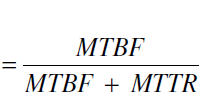 = MTBF
MTBF + MTTR